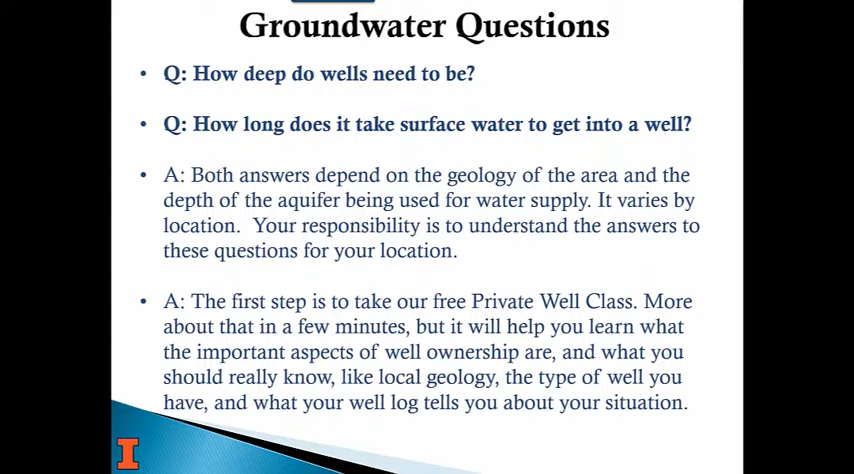 Groundwater Questions
• Q: How deep do wells need to be?
• Q: How long does it take surface water to get into a well?
• A: Both answers depend on the geology of the area and the
depth of the aquifer being used for water supply. It varies by
location.  Your responsibility is to understand the answers to
these questions for your location.
• A: The first step is to take our free Private Well Class. More
about that in a few minutes, but it will help you learn what
the important aspects of well ownership are, and what you
should really know, like local geology, the type of well you
have, and what your well log tells you about your situation.
I